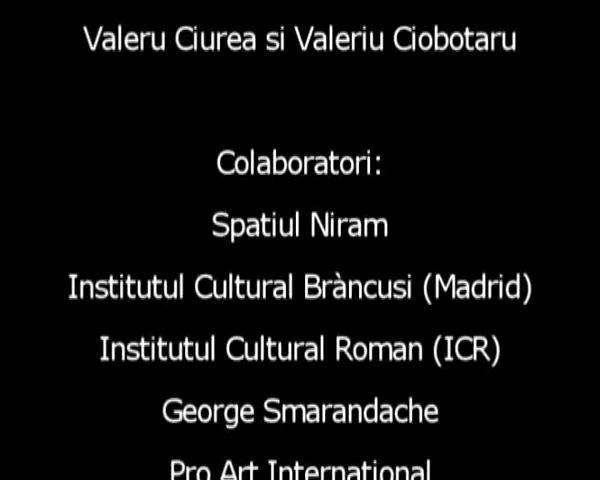 Valeru Ciurea si Valeriu Ciobotaru
Colaboratori:
Spatiul Niram
Institutul Cultural Bràncusi (Madrid)
Institutul Cultural Roman (ICR)
George Smarandache
Pro Art International